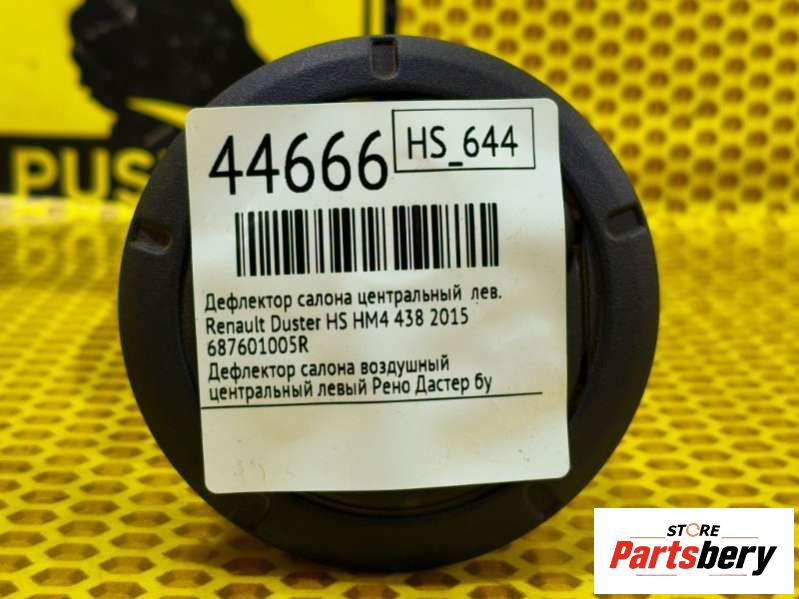 PUS
44666
HS_644
Дефлектор салона центральный лев.
Renault Duster HS HM4 438 2015
687601005R
Дефлектор салона воздушный
центральный левый Рено Дастер бу
STORE
Partsbery